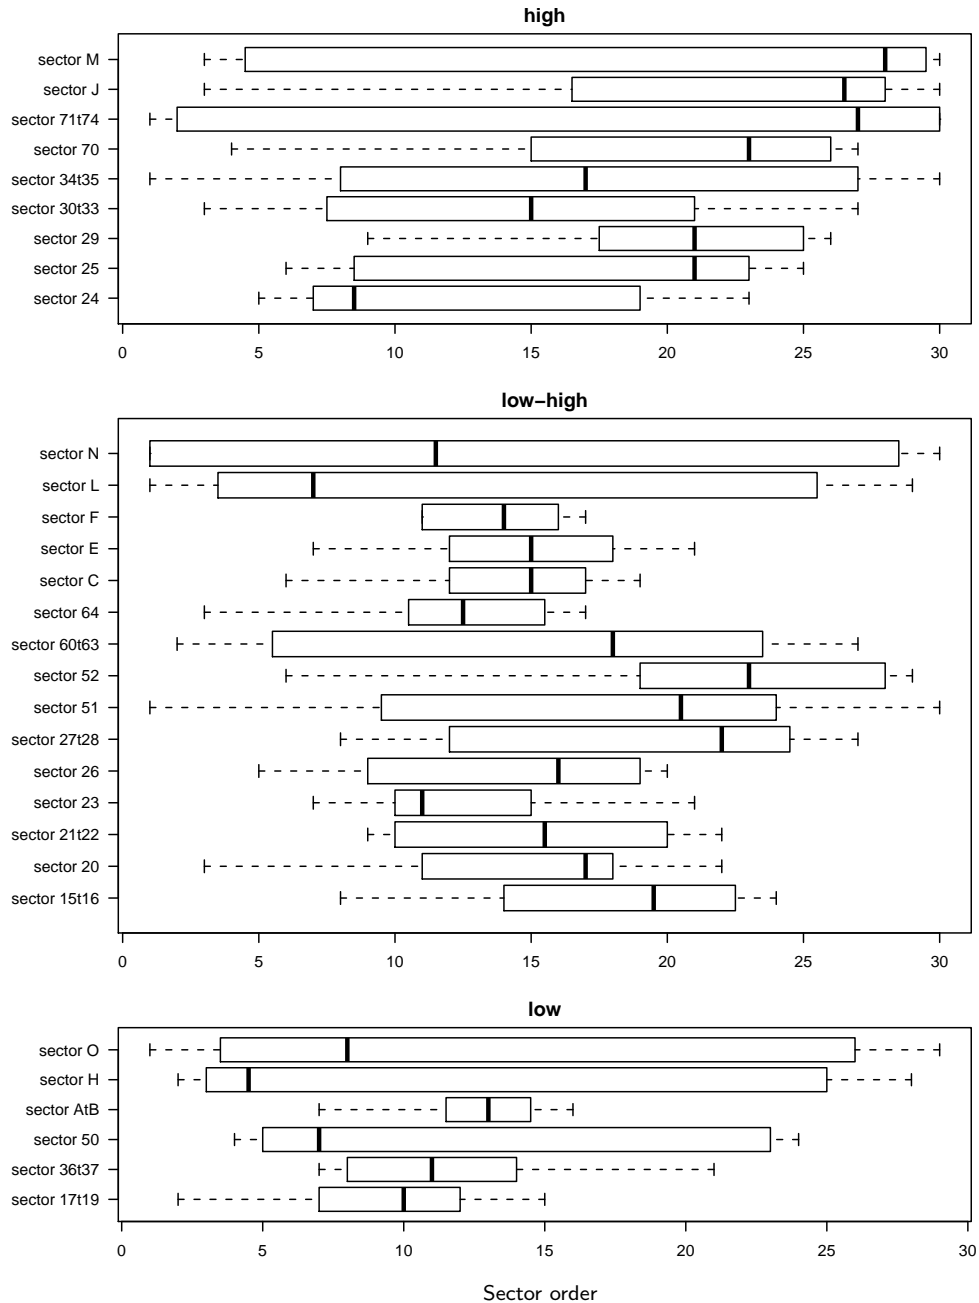 high
sector M
sector J
sector 71t74
sector 70
sector 34t35
sector 30t33
sector 29
sector 25
sector 24
0 5 10 15 20 25 30
low−high
sector N
sector L
sector F
sector E
sector C
sector 64
sector 60t63
sector 52
sector 51
sector 27t28
sector 26
sector 23
sector 21t22
sector 20
sector 15t16
0 5 10 15 20 25 30
low
sector O
sector H
sector AtB
sector 50
sector 36t37
sector 17t19
0 5 10 15 20 25 30
Sector order